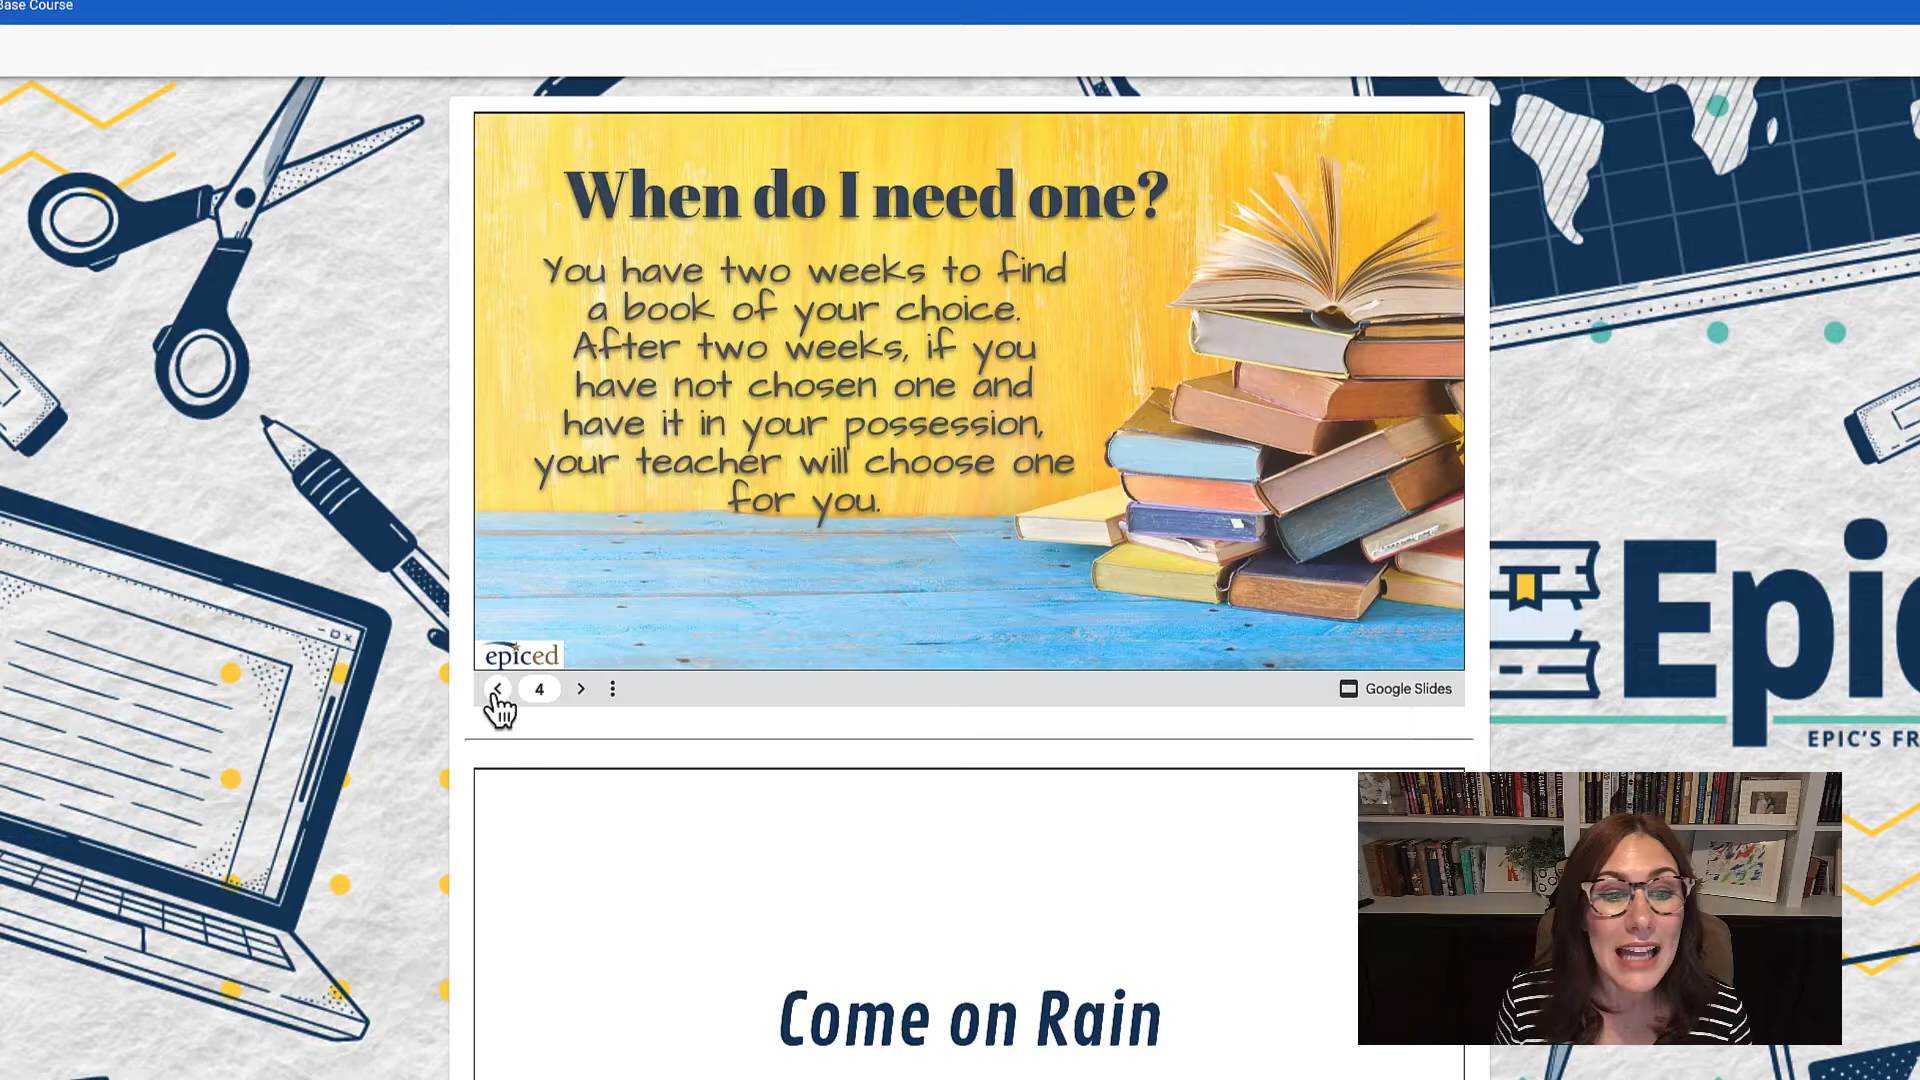 Base Course
When do I need one?
You have two weeks to find
a book of your choice.
After two weeks, if you
have not chosen one and
have it in your possession,
your teacher will choose one
for you.
epiced
4
Google Slides
Epic
EPIC'S FR
Come on Rain